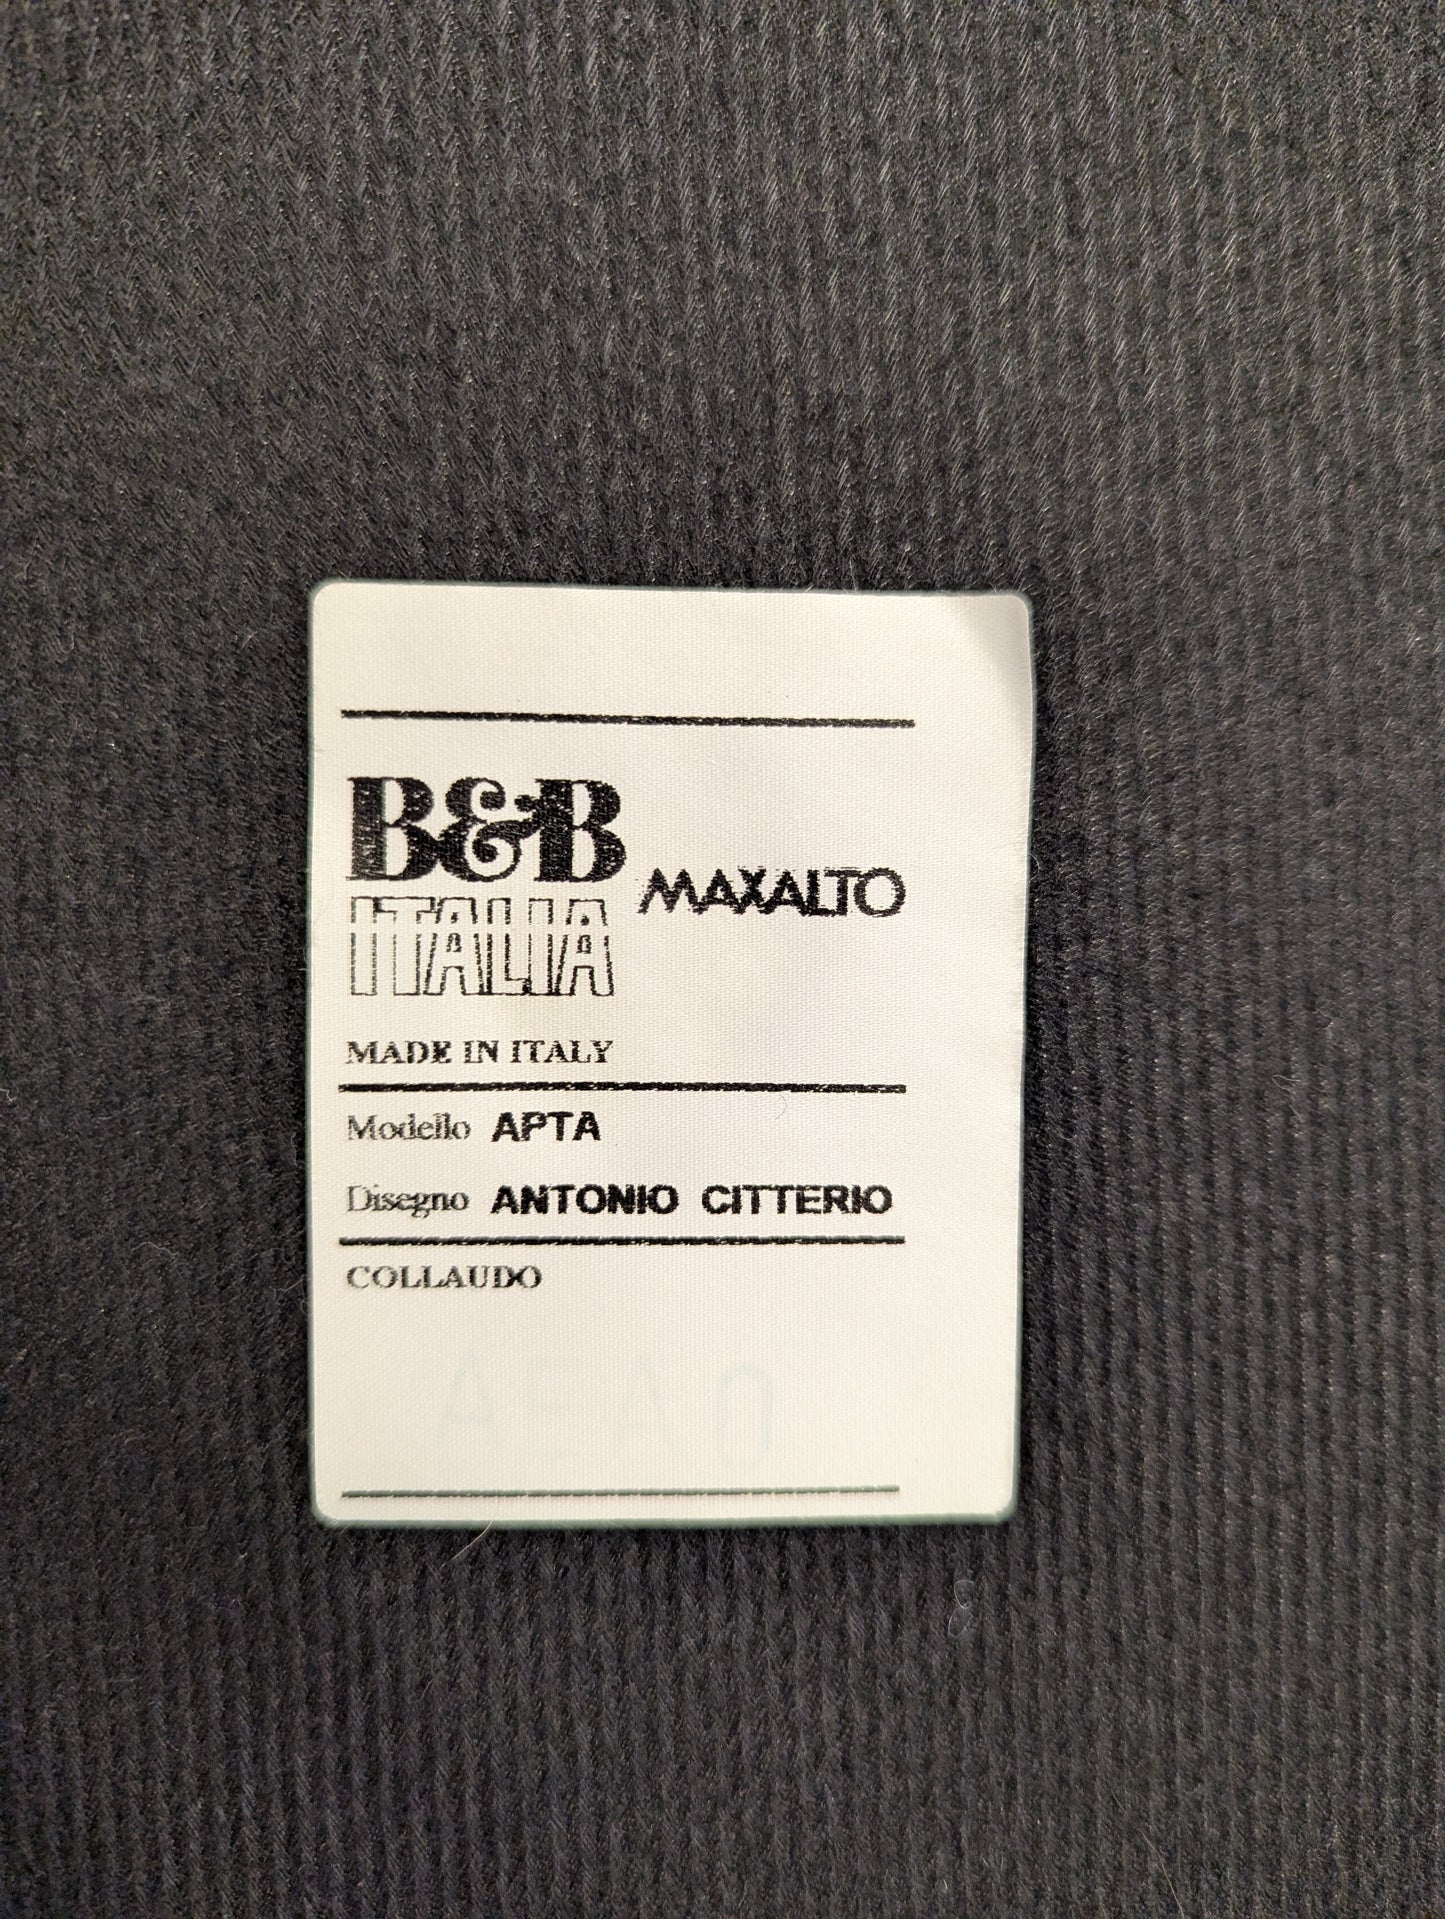 B&B
ITALIA
MAXALTO
MADE IN ITALY
Modello APTA
Disegno ANTONIO CITTERIO
COLLAUDO